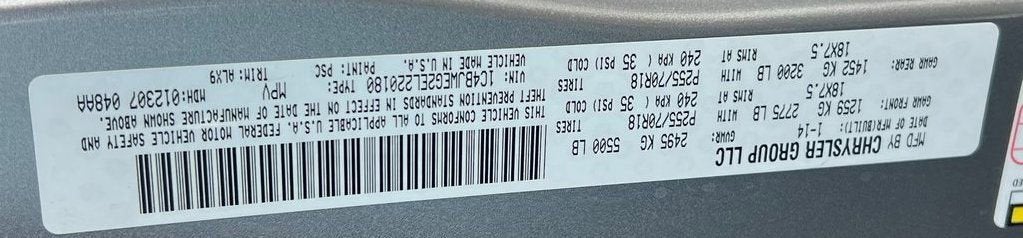 MFD BY CHRYSLER GROUP LLC
DATE OF MFR(BUILT): 1-14 GVWR: 2495 KG 5500 LB
GAWR FRONT: 1259 KG 2775 LB WITH P255/70R18 TIRES
18X7.5 RIMS AT 240 KPA ( 35 PSI) COLD
GAWR REAR: 1452 KG 3200 LB WITH P255/70R18 TIRES
18X7.5 RIMS AT 240 KPA ( 35 PSI) COLD
THIS VEHICLE CONFORMS TO ALL APPLICABLE U.S.A. FEDERAL MOTOR VEHICLE SAFETY AND
THEFT PREVENTION STANDARDS IN EFFECT ON THE DATE OF MANUFACTURE SHOWN ABOVE.
VIN: 1C4BJWEG2EL220180 TYPE: MPV MDH:012307 048AA
VEHICLE MADE IN U.S.A. PAINT: PSC TRIM: ALX9